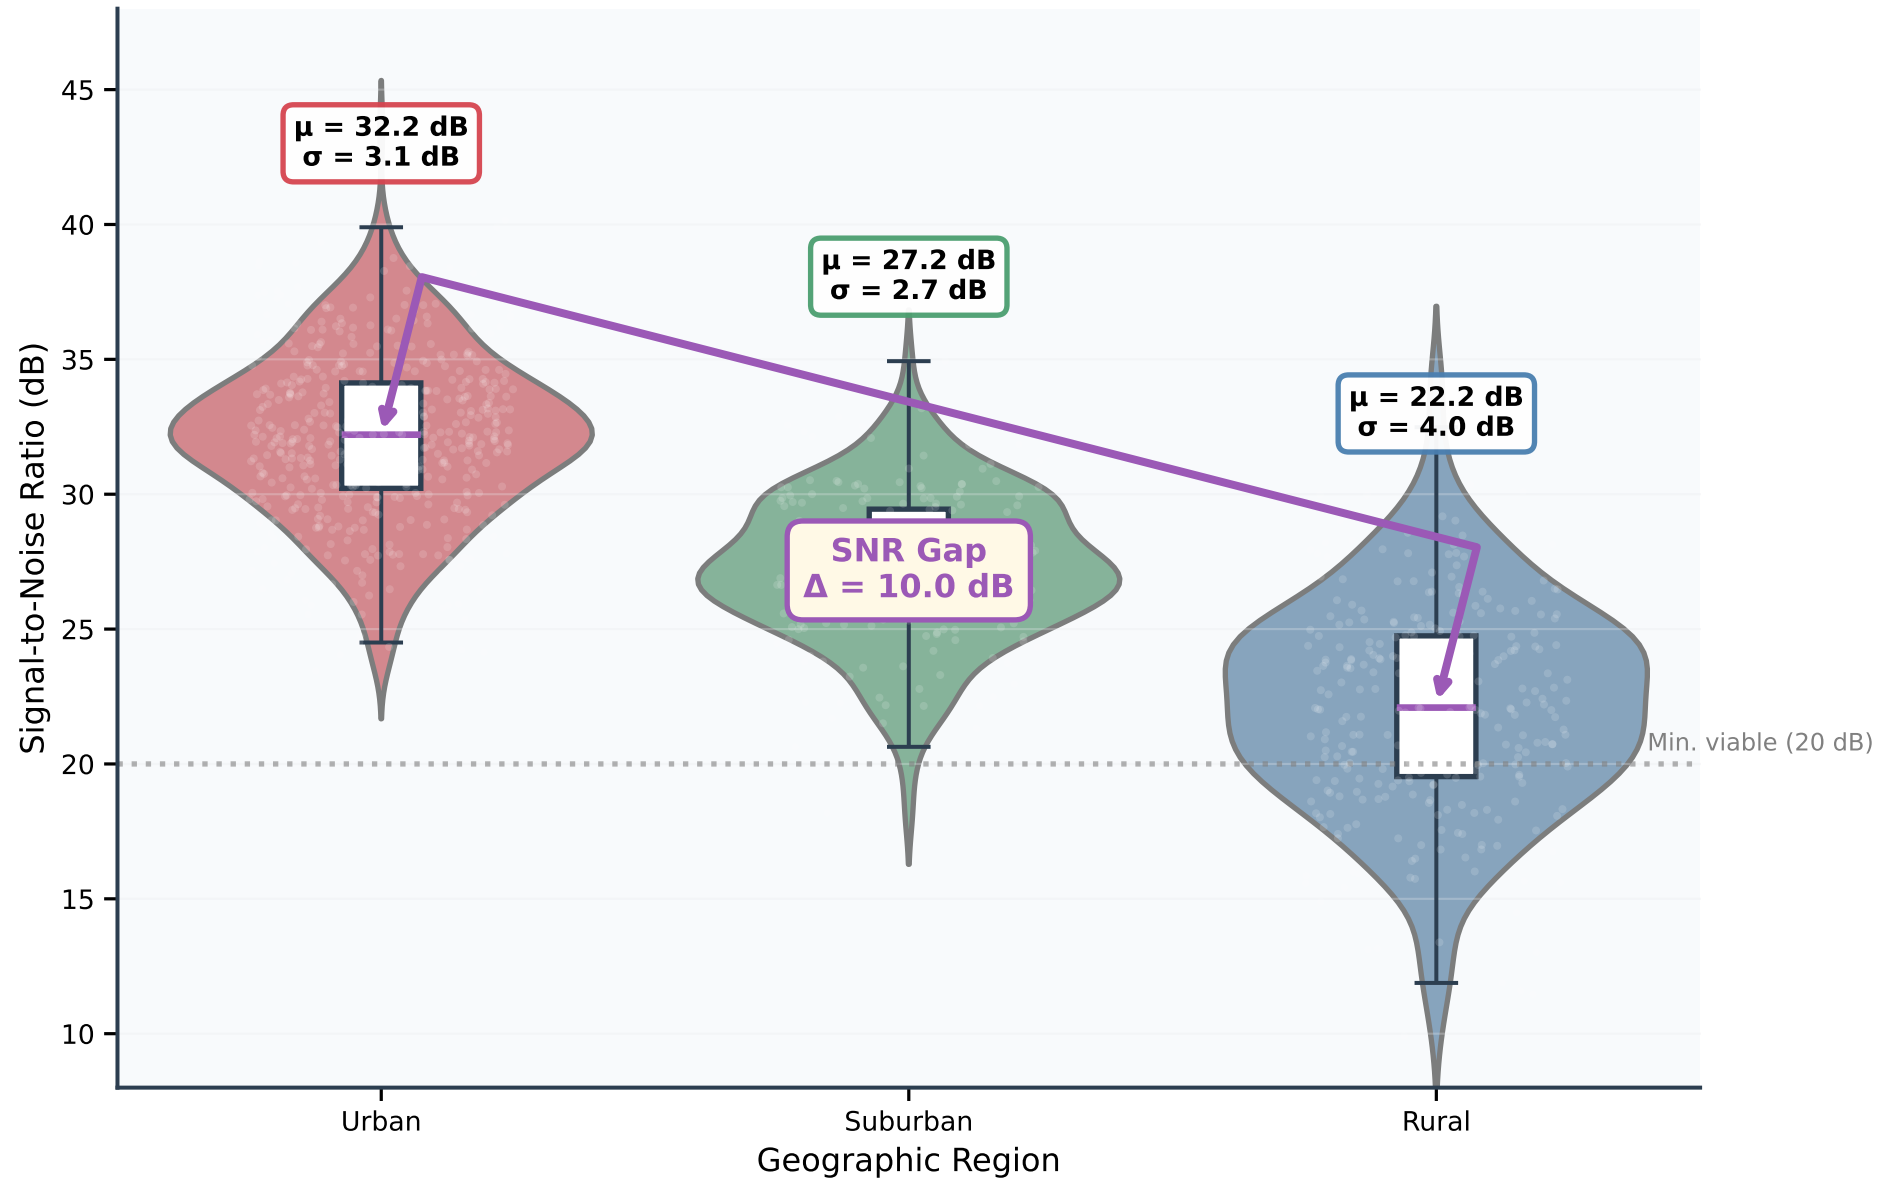 Signal-to-Noise Ratio (dB)
45
40
35
30
25
20
15
10
μ = 32.2 dB
σ = 3.1 dB
μ = 27.2 dB
σ = 2.7 dB
μ = 22.2 dB
σ = 4.0 dB
SNR Gap
Δ = 10.0 dB
Min. viable (20 dB)
Urban
Suburban
Rural
Geographic Region